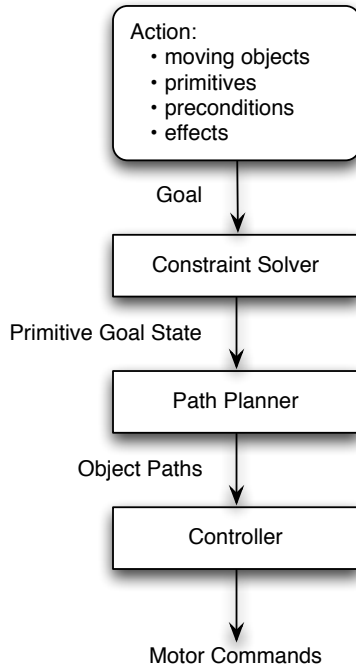 Action:
• moving objects
• primitives
• preconditions
• effects
Goal
Constraint Solver
Primitive Goal State
Path Planner
Object Paths
Controller
Motor Commands